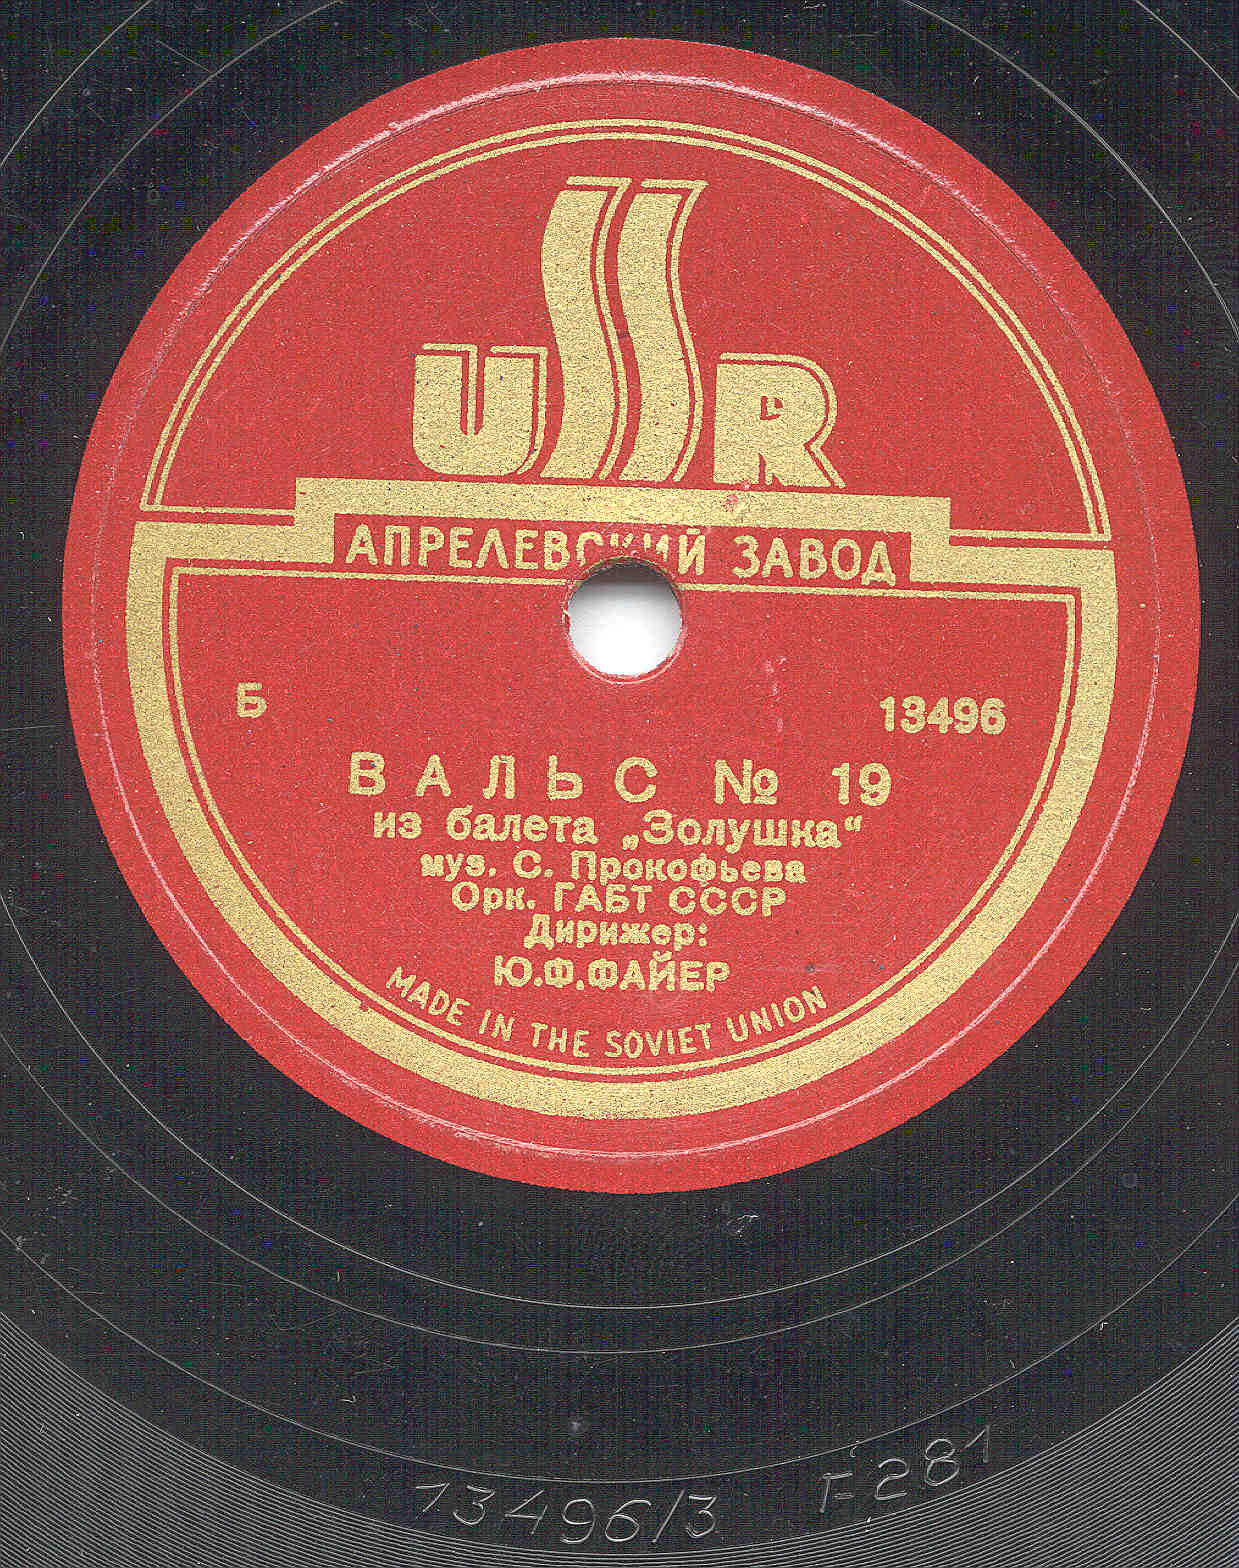 USSR
АПРЕЛЕВСКИЙ ЗАВОД
Б 13496
ВАЛЬС № 19
из балета „Золушка“
муз. С. Прокофьева
Орк. ГАБТ СССР
Дирижер:
Ю.Ф.ФАЙЕР
MADE IN THE SOVIET UNION
13496/3 Г-281